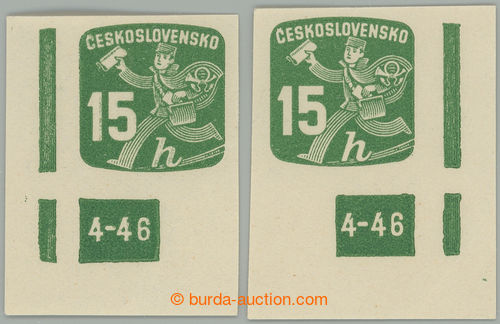 ČESKOSLOVENSKO
15
h
4-46
ČESKOSLOVENSKO
15
h
4-46
© burda-auction.com